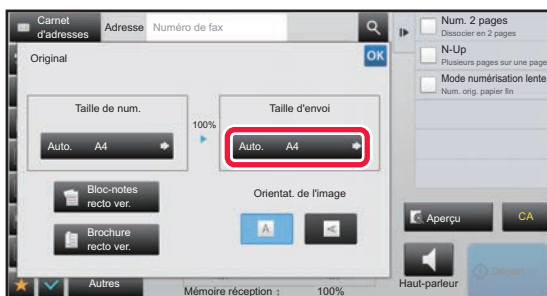 Carnet
d'adresses
Adresse
Numéro de fax
Original
OK
Taille de num.
100%
Taille d'envoi
Auto. A4
Auto. A4
Bloc-notes
recto ver.
Orientat. de l'image
A
A
Brochure
recto ver.
Autres
Mémoire réception :
100%
Num. 2 pages
Dissocier en 2 pages
N-Up
Plusieurs pages sur une page
Mode numérisation lente
Num. orig. papier fin
Aperçu
CA
Haut-parleur
Départ